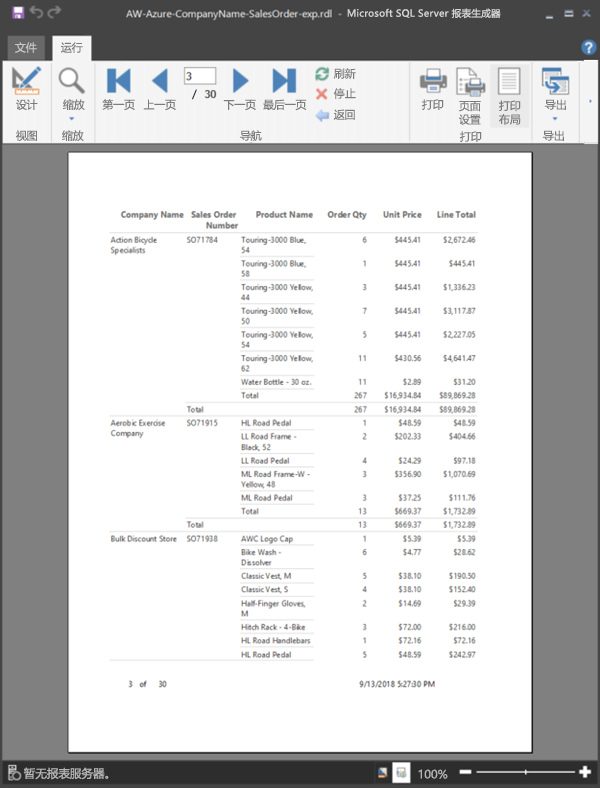 AW-Azure-CompanyName-SalesOrder-exp.rdl - Microsoft SQL Server 报表生成器
文件 运行
3
/ 30
刷新
停止
返回
设计 缩放 第一页 上一页 下一页 最后一页 打印 页面设置 打印布局 导出
视图 缩放 导航 打印 导出
Company Name Sales Order Number Product Name Order Qty Unit Price Line Total
Action Bicycle Specialists SO71784 Touring-3000 Blue, 54 6 $445.41 $2,672.46
Touring-3000 Blue, 58 1 $445.41 $445.41
Touring-3000 Yellow, 44 3 $445.41 $1,336.23
Touring-3000 Yellow, 50 7 $445.41 $3,117.87
Touring-3000 Yellow, 54 5 $445.41 $2,227.05
Touring-3000 Yellow, 62 11 $430.56 $4,641.47
Water Bottle - 30 oz. 11 $2.89 $31.20
Total 267 $16,934.84 $89,869.28
Total 267 $16,934.84 $89,869.28
Aerobic Exercise Company SO71915 HL Road Pedal 1 $48.59 $48.59
LL Road Frame - Black, 52 2 $202.33 $404.66
LL Road Pedal 4 $24.29 $97.18
ML Road Frame-W - Yellow, 48 3 $356.90 $1,070.69
ML Road Pedal 3 $37.25 $111.76
Total 13 $669.37 $1,732.89
Total 13 $669.37 $1,732.89
Bulk Discount Store SO71938 AWC Logo Cap 1 $5.39 $5.39
Bike Wash - Dissolver 6 $4.77 $28.62
Classic Vest, M 5 $38.10 $190.50
Classic Vest, S 4 $38.10 $152.40
Half-Finger Gloves, M 2 $14.69 $29.39
Hitch Rack - 4-Bike 3 $72.00 $216.00
HL Road Handlebars 1 $72.16 $72.16
HL Road Pedal 5 $48.59 $242.97
3 of 30 9/13/2018 5:27:30 PM
暂无报表服务器。 100%